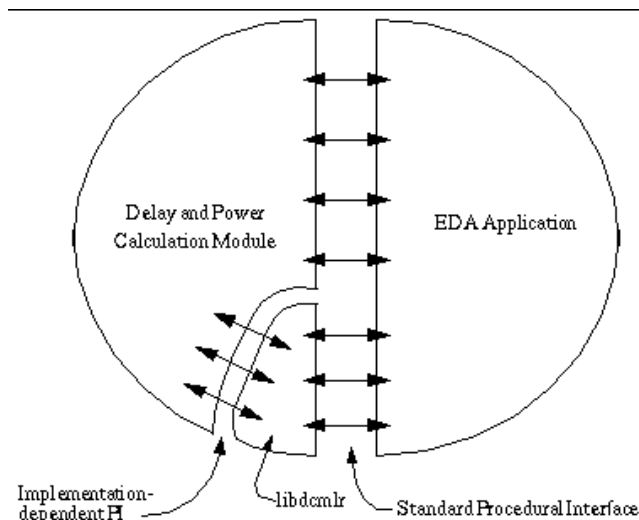 Delay and Power
Calculation Module
EDA Application
Implementation-
dependent PI
libdcmlr
Standard Procedural Interface